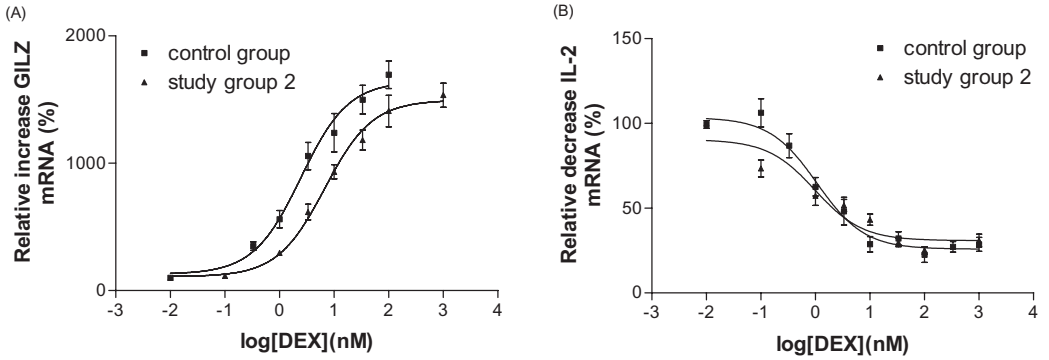 (A)
Relative increase GILZ
mRNA (%)
2000
1000
0
-3 -2 -1 0 1 2 3 4
log[DEX](nM)
control group
study group 2
(B)
Relative decrease IL-2
mRNA (%)
150
100
50
0
-3 -2 -1 0 1 2 3 4
log[DEX](nM)
control group
study group 2